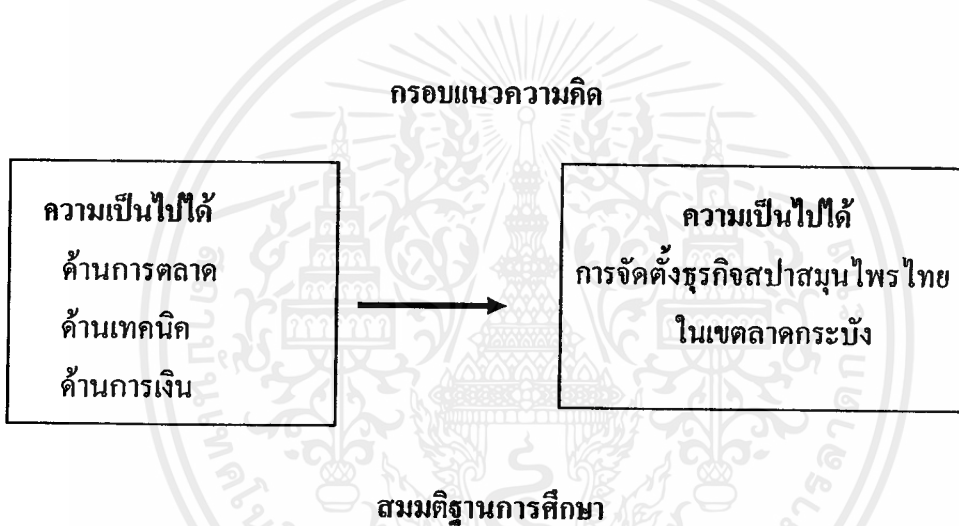 กรอบแนวความคิด
ความเป็นไปได้
ด้านการตลาด
ด้านเทคนิค
ด้านการเงิน
ความเป็นไปได้
การจัดตั้งธุรกิจสปาสมุนไพรไทย
ในเขตลาดกระบัง
สมมติฐานการศึกษา